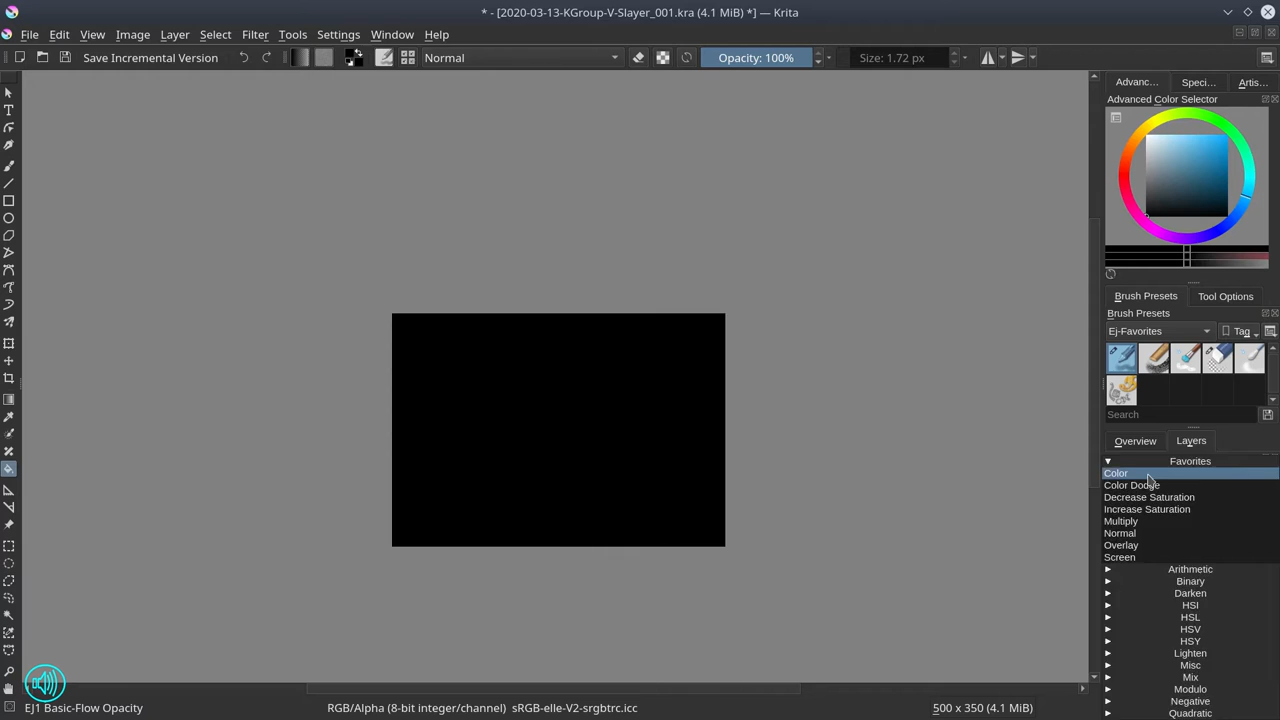 * - [2020-03-13-KGroup-V-Slayer_001.kra (4.1 MiB) *] — Krita
File Edit View Image Layer Select Filter Tools Settings Window Help
Save Incremental Version Normal Opacity: 100% Size: 1.72 px
Advanc... Speci... Artis...
Advanced Color Selector
Brush Presets Tool Options
Brush Presets
Ej-Favorites Tag
Search
Overview Layers
Favorites
Color
Color Dodge
Decrease Saturation
Increase Saturation
Multiply
Normal
Overlay
Screen
Arithmetic
Binary
Darken
HSI
HSL
HSV
HSY
Lighten
Misc
Mix
Modulo
Negative
Quadratic
EJ1 Basic-Flow Opacity RGB/Alpha (8-bit integer/channel) sRGB-elle-V2-srgbtrc.icc 500 x 350 (4.1 MiB)